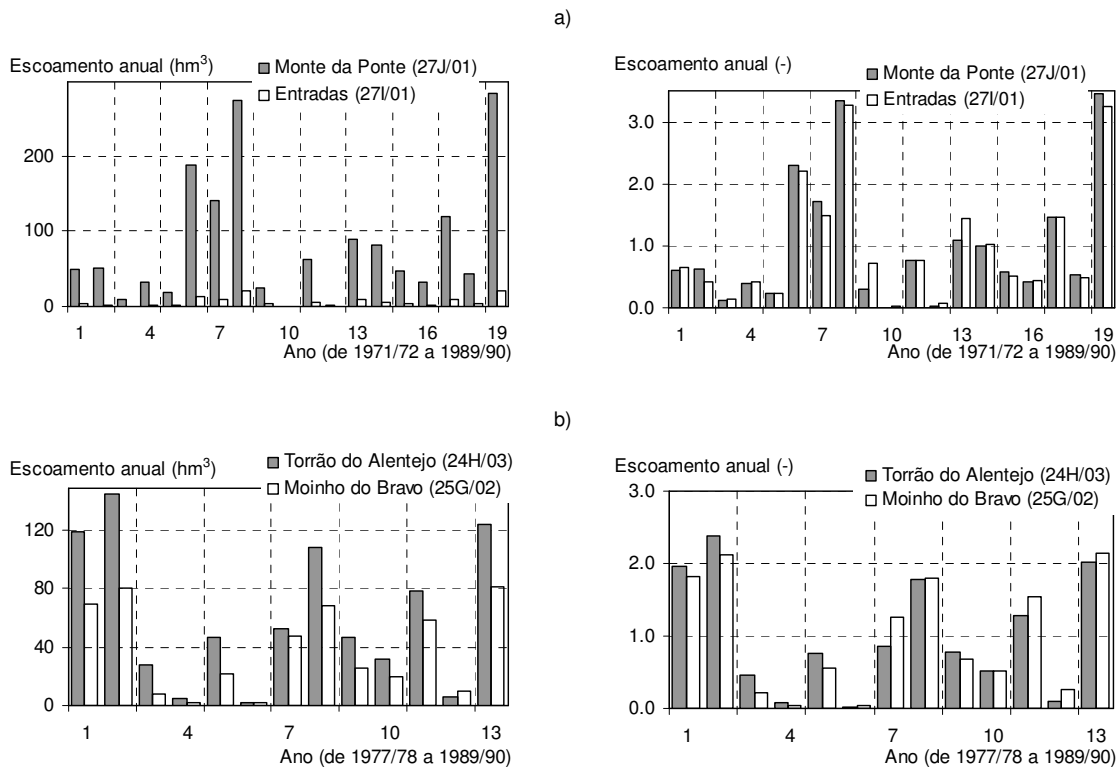 a)
Escoamento anual (hm³)
Monte da Ponte (27J/01)
Entradas (27I/01)
200
100
0
1 4 7 10 13 16 19
Ano (de 1971/72 a 1989/90)
Escoamento anual (-)
Monte da Ponte (27J/01)
Entradas (27I/01)
3.0
2.0
1.0
0.0
1 4 7 10 13 16 19
Ano (de 1971/72 a 1989/90)
b)
Escoamento anual (hm³)
Torrão do Alentejo (24H/03)
Moinho do Bravo (25G/02)
120
80
40
0
1 4 7 10 13
Ano (de 1977/78 a 1989/90)
Escoamento anual (-)
Torrão do Alentejo (24H/03)
Moinho do Bravo (25G/02)
3.0
2.0
1.0
0.0
1 4 7 10 13
Ano (de 1977/78 a 1989/90)